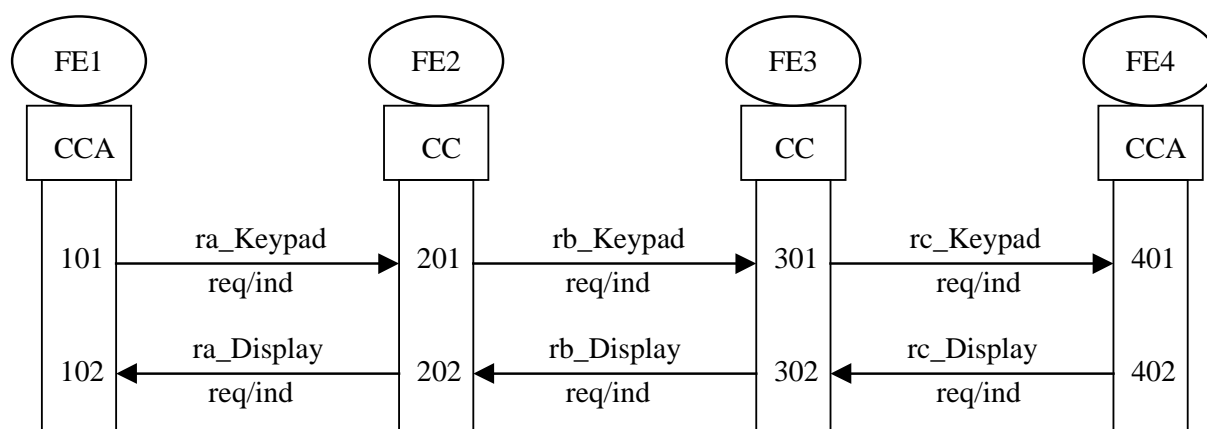 FE1 FE2 FE3 FE4
CCA CC CC CCA
ra_Keypad rb_Keypad rc_Keypad
101 201 301 401
req/ind req/ind req/ind
ra_Display rb_Display rc_Display
102 202 302 402
req/ind req/ind req/ind